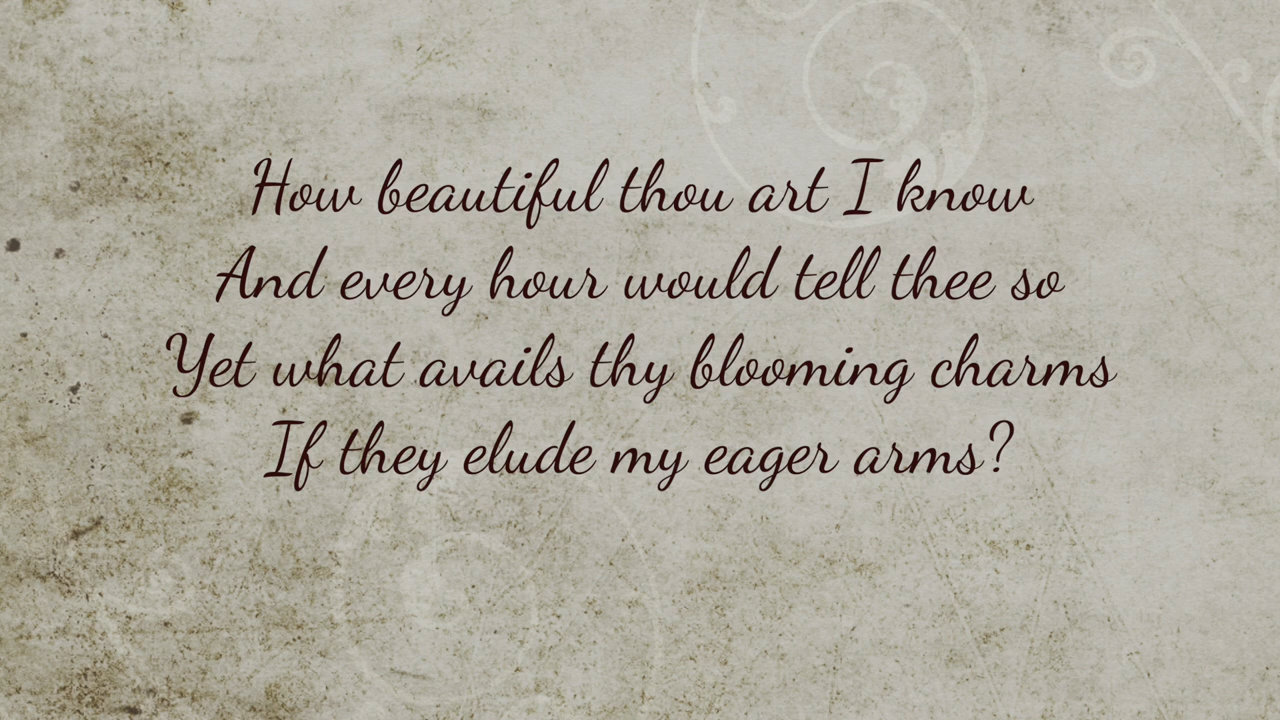 How beautiful thou art I know
And every hour would tell thee so
Yet what avails thy blooming charms
If they elude my eager arms?